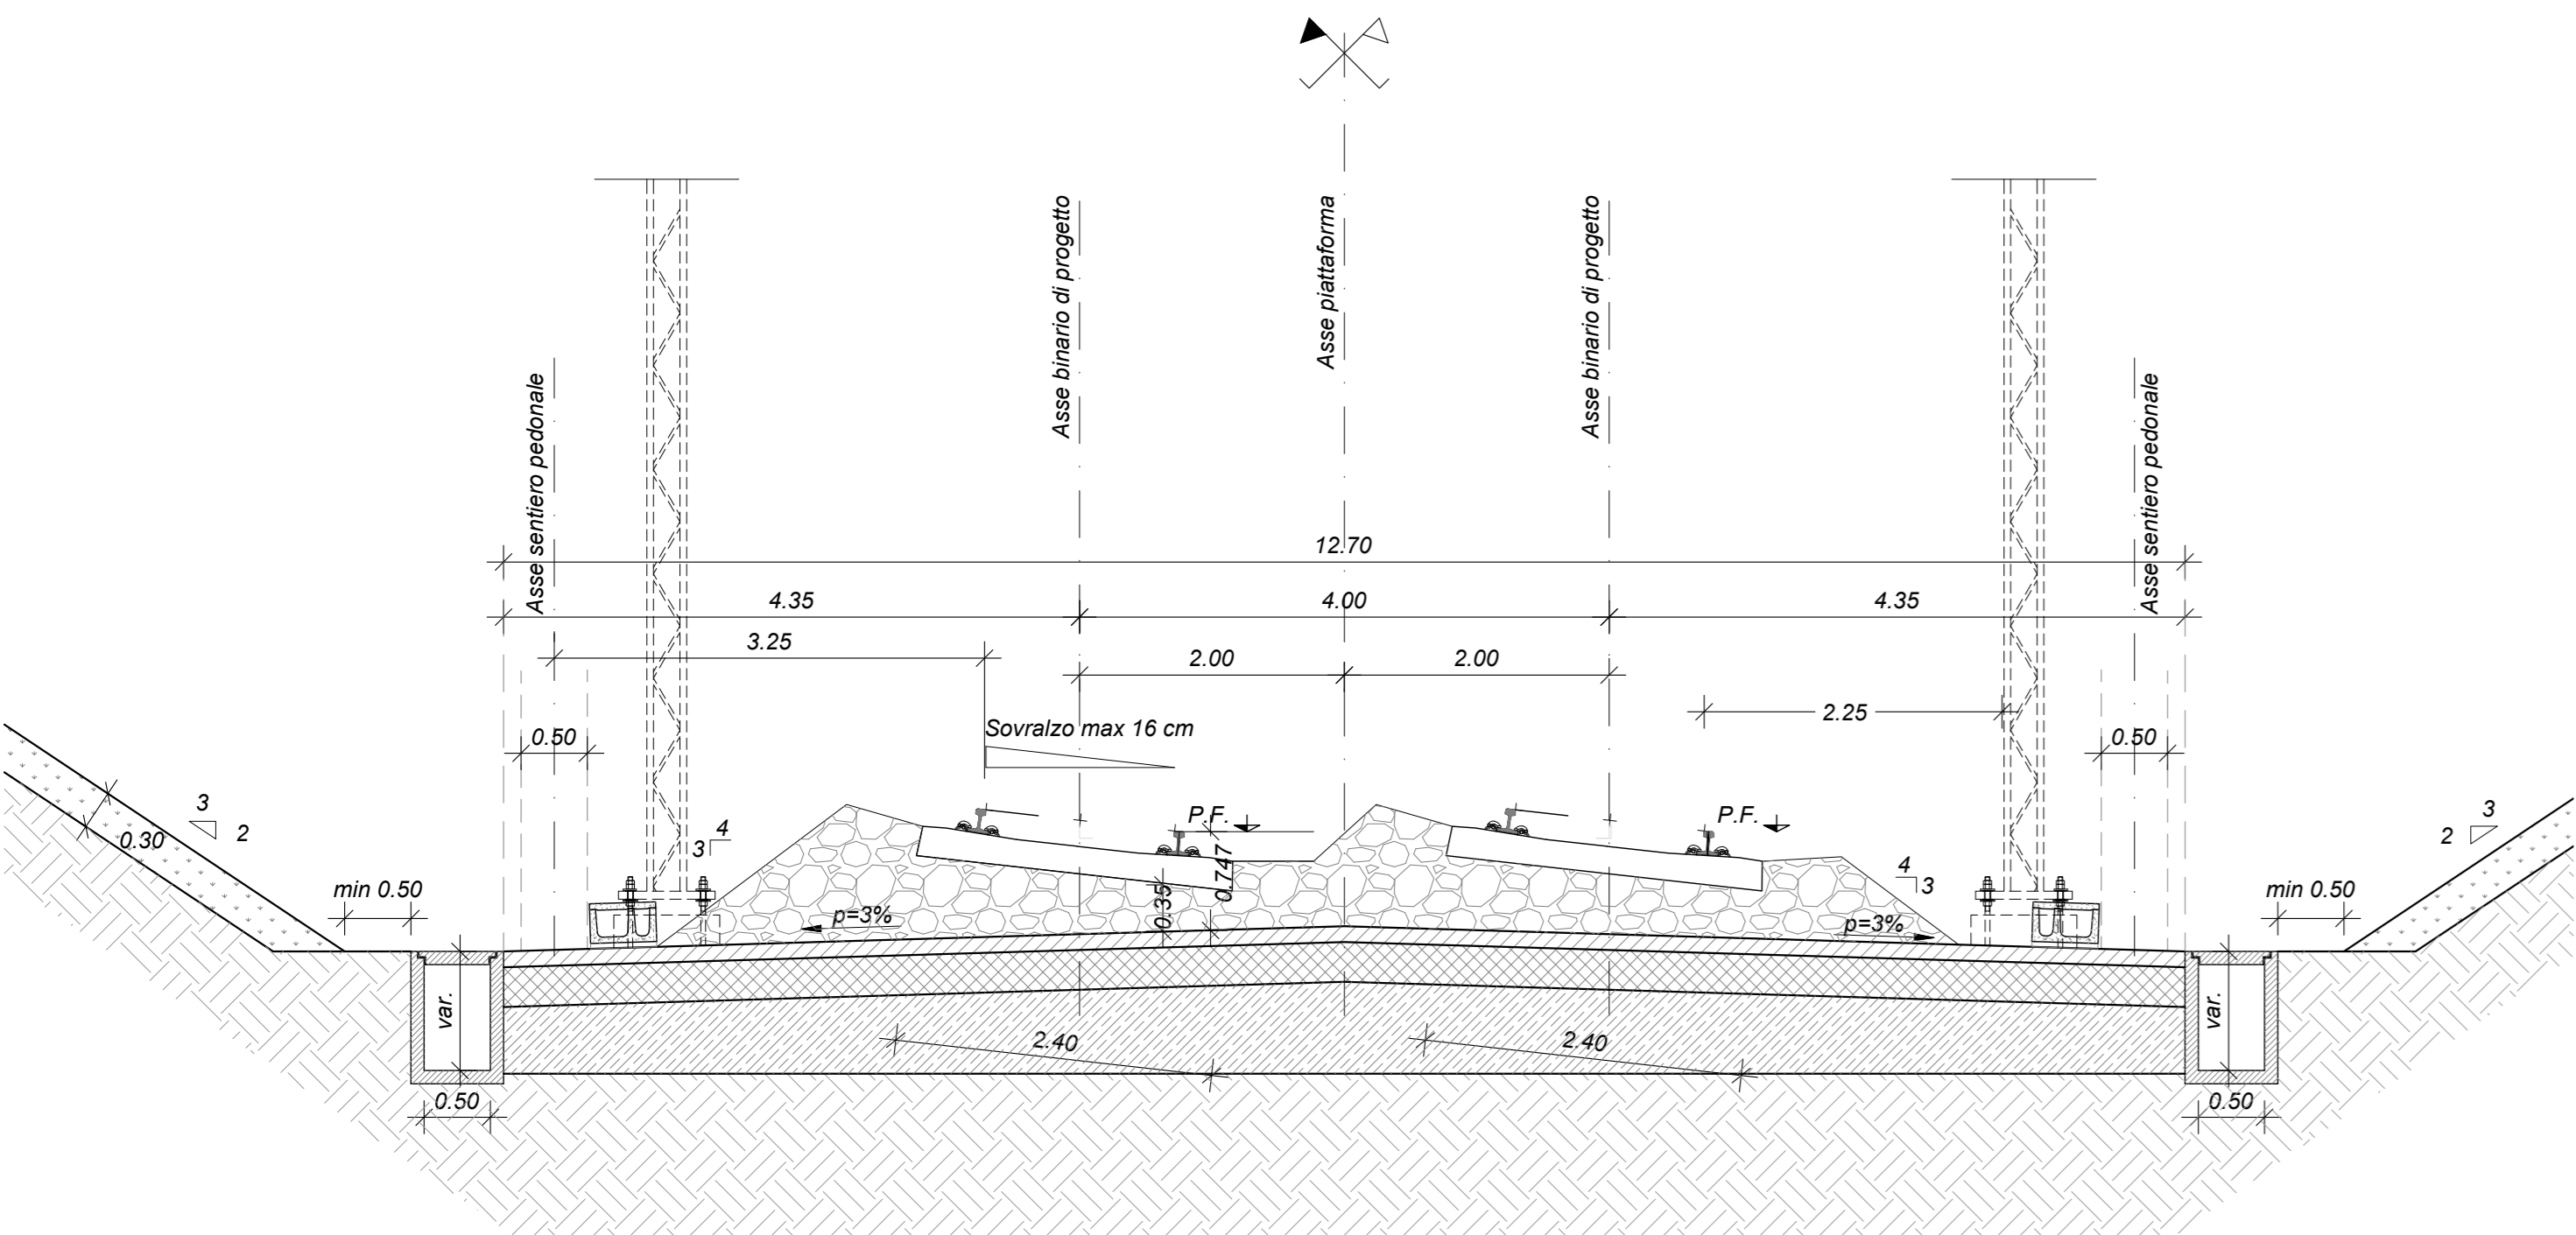 Asse binario di progetto
Asse piattaforma
Asse binario di progetto
Asse sentiero pedonale
Asse sentiero pedonale
12.70
4.35
4.00
4.35
3.25
2.00
2.00
2.25
Sovralzo max 16 cm
0.50
0.50
3
2
0.30
4
3
P.F.
P.F.
3
2
0.747
0.35
4
3
min 0.50
min 0.50
p=3%
p=3%
var.
var.
2.40
2.40
0.50
0.50